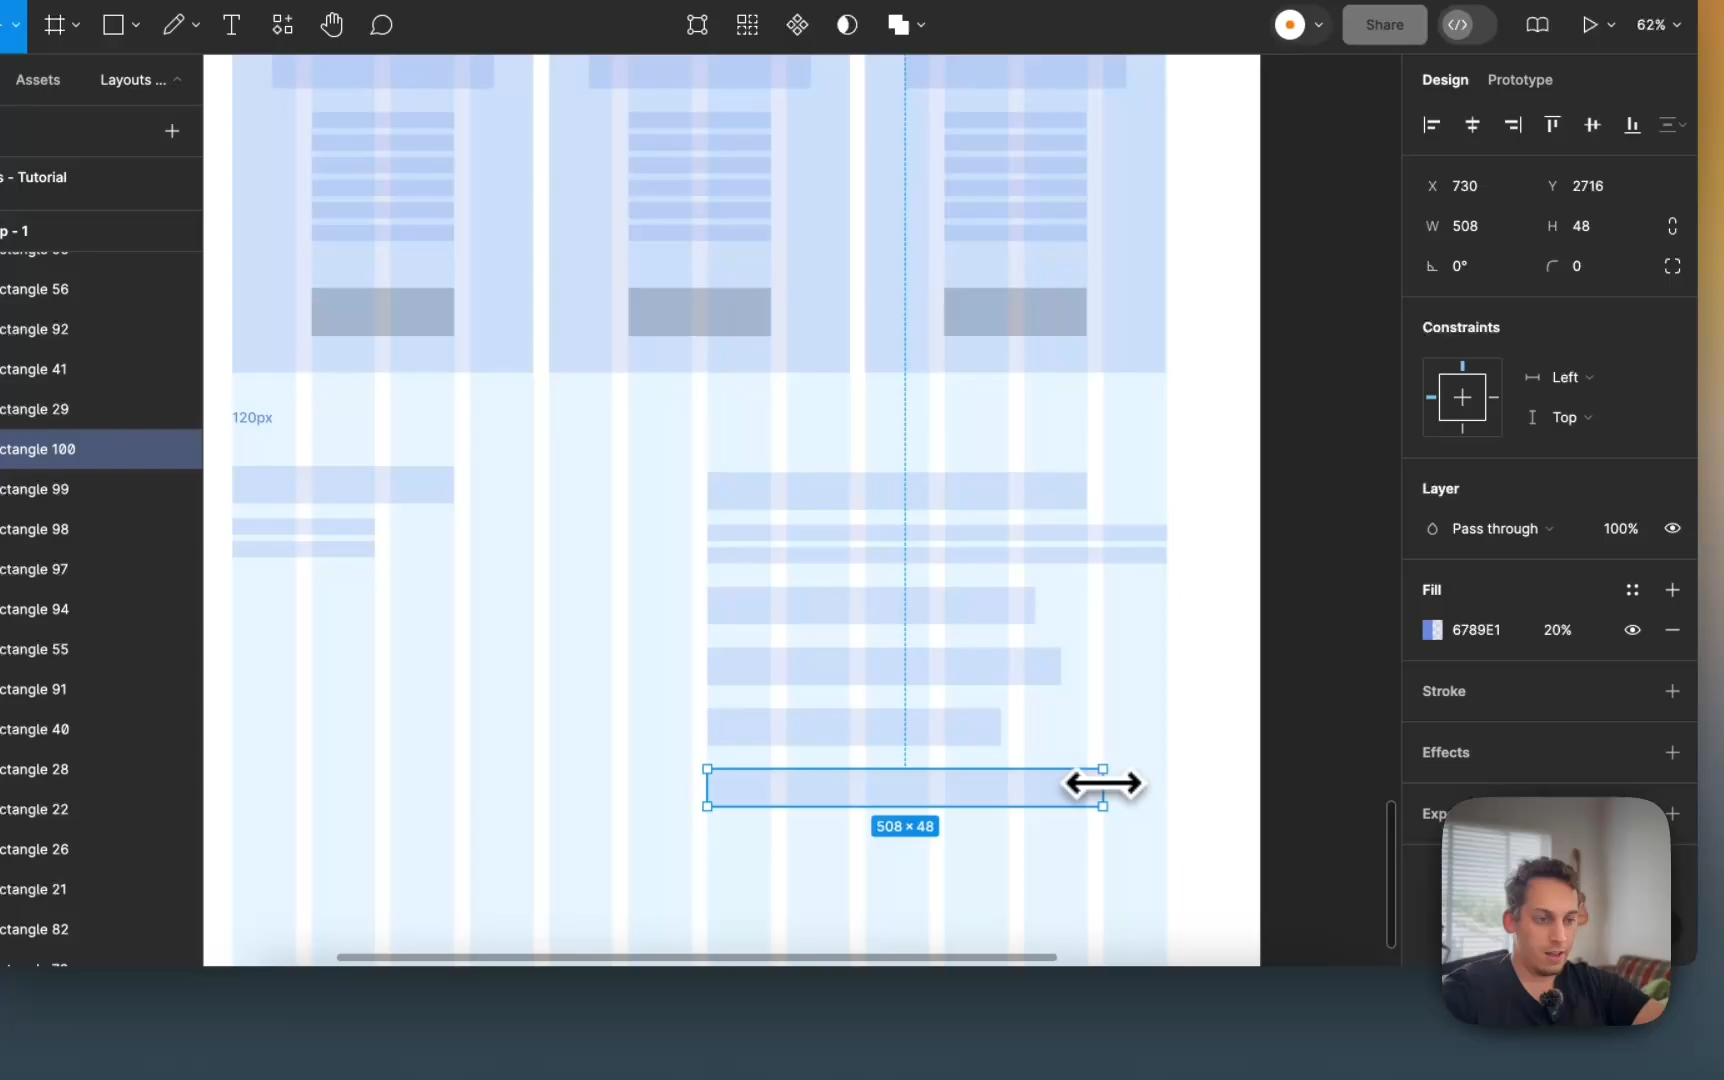 Share
62%
Assets
Layouts ...
Design
Prototype
s - Tutorial
p - 1
ctangle 56
ctangle 92
ctangle 41
ctangle 29
ctangle 100
ctangle 99
ctangle 98
ctangle 97
ctangle 94
ctangle 55
ctangle 91
ctangle 40
ctangle 28
ctangle 22
ctangle 26
ctangle 21
ctangle 82
120px
508 × 48
X 730
Y 2716
W 508
H 48
0°
0
Constraints
Left
Top
Layer
Pass through
100%
Fill
6789E1
20%
Stroke
Effects
Exp